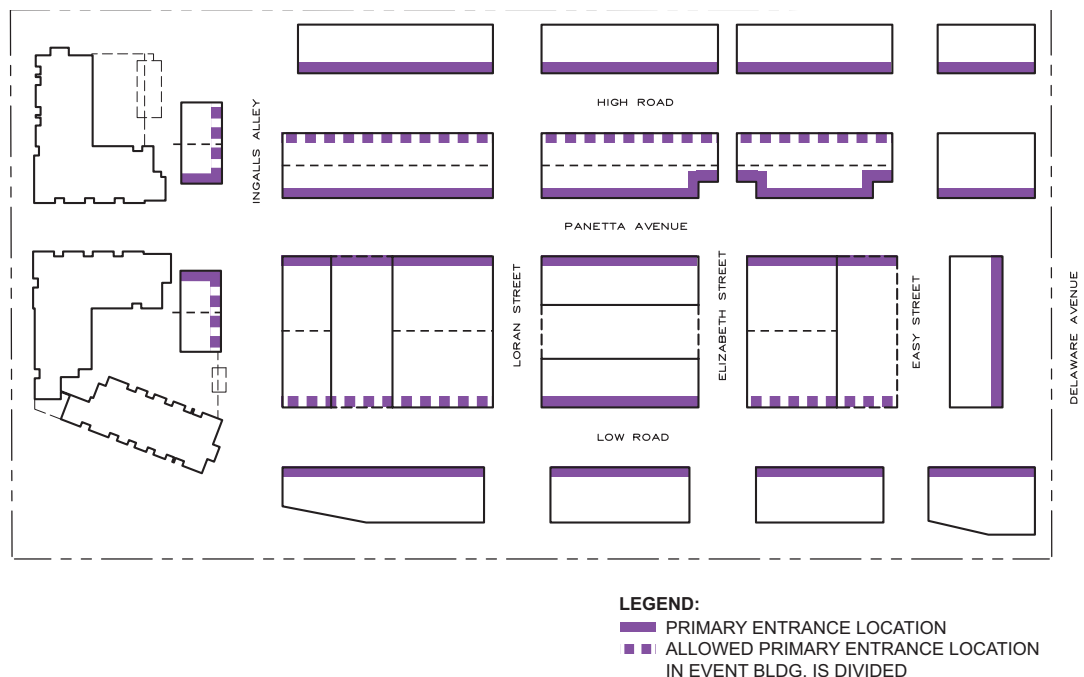 HIGH ROAD
INGALLS ALLEY
PANETTA AVENUE
LORAN STREET
ELIZABETH STREET
EASY STREET
DELAWARE AVENUE
LOW ROAD
LEGEND:
PRIMARY ENTRANCE LOCATION
ALLOWED PRIMARY ENTRANCE LOCATION
IN EVENT BLDG. IS DIVIDED